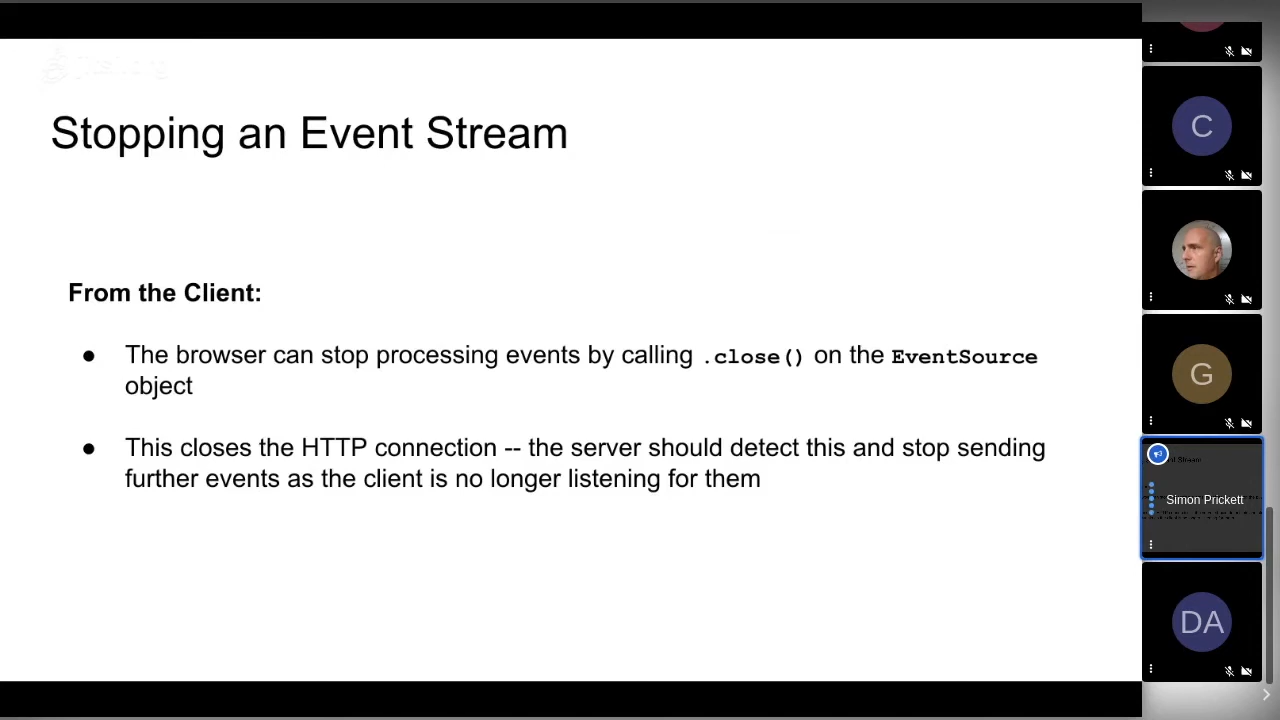 Stopping an Event Stream
From the Client:
● The browser can stop processing events by calling .close() on the EventSource
object
● This closes the HTTP connection -- the server should detect this and stop sending
further events as the client is no longer listening for them
C
G
Simon Prickett
DA